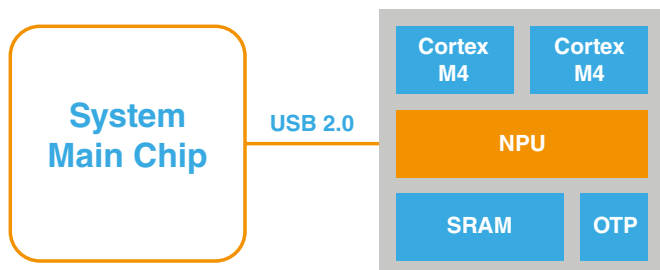 System
Main Chip
USB 2.0
Cortex
M4
Cortex
M4
NPU
SRAM
OTP